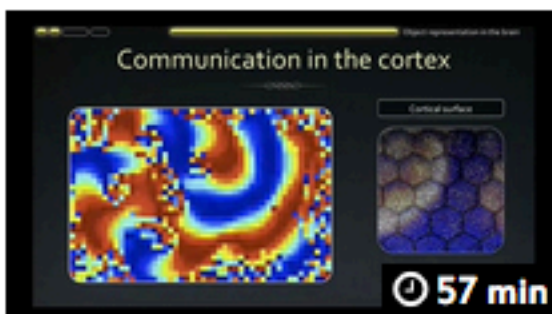 Object representation in the brain
Communication in the cortex
Cortical surface
57 min